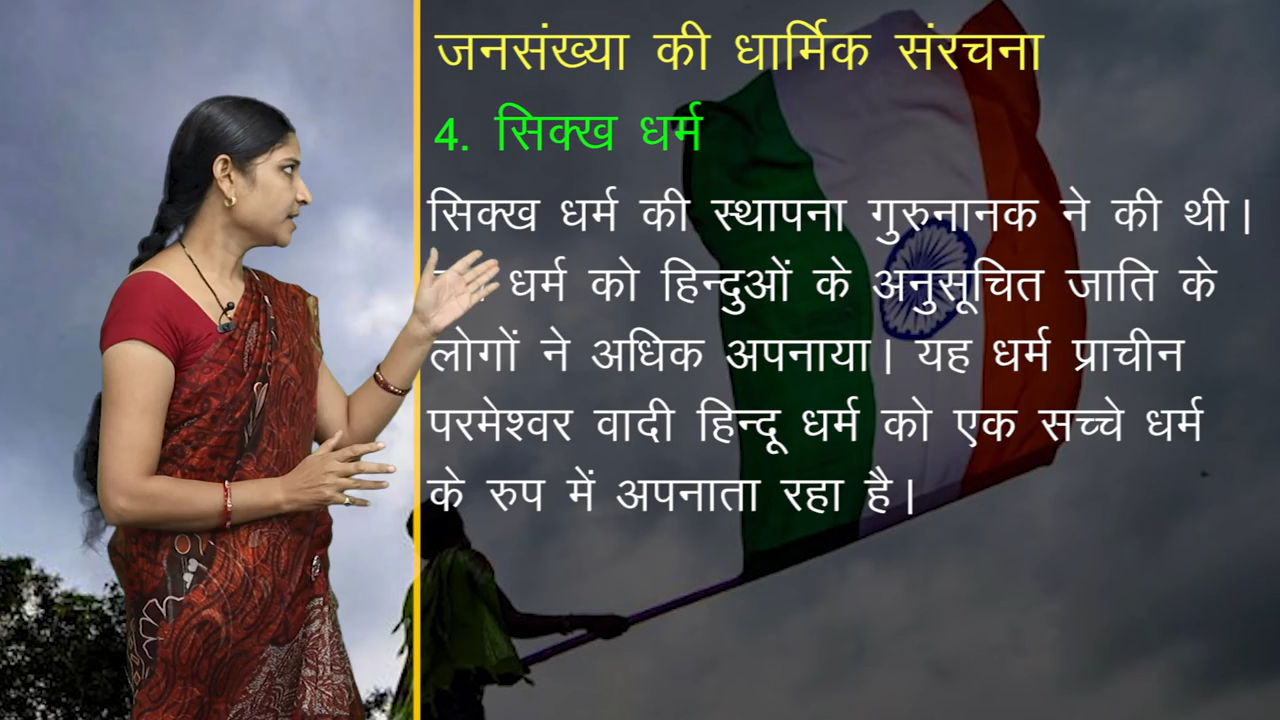 जनसंख्या की धार्मिक संरचना
4. सिक्ख धर्म
सिक्ख धर्म की स्थापना गुरुनानक ने की थी।
धर्म को हिन्दुओं के अनुसूचित जाति के
लोगों ने अधिक अपनाया। यह धर्म प्राचीन
परमेश्वर वादी हिन्दू धर्म को एक सच्चे धर्म
के रुप में अपनाता रहा है।